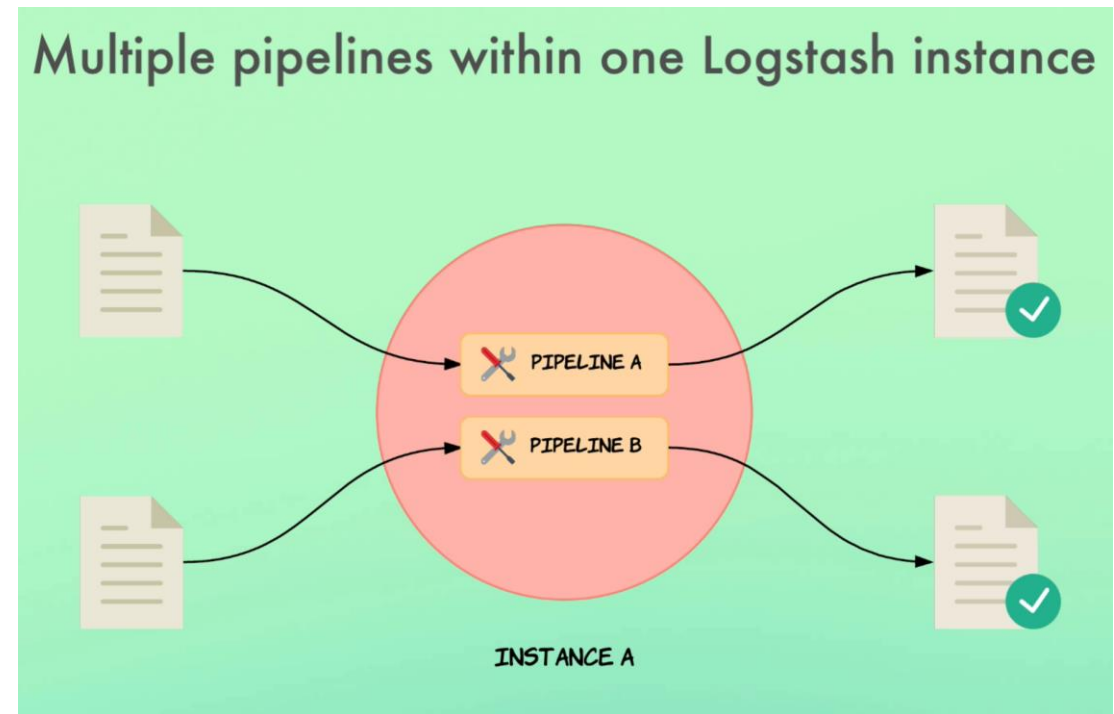 Multiple pipelines within one Logstash instance
PIPELINE A
PIPELINE B
INSTANCE A